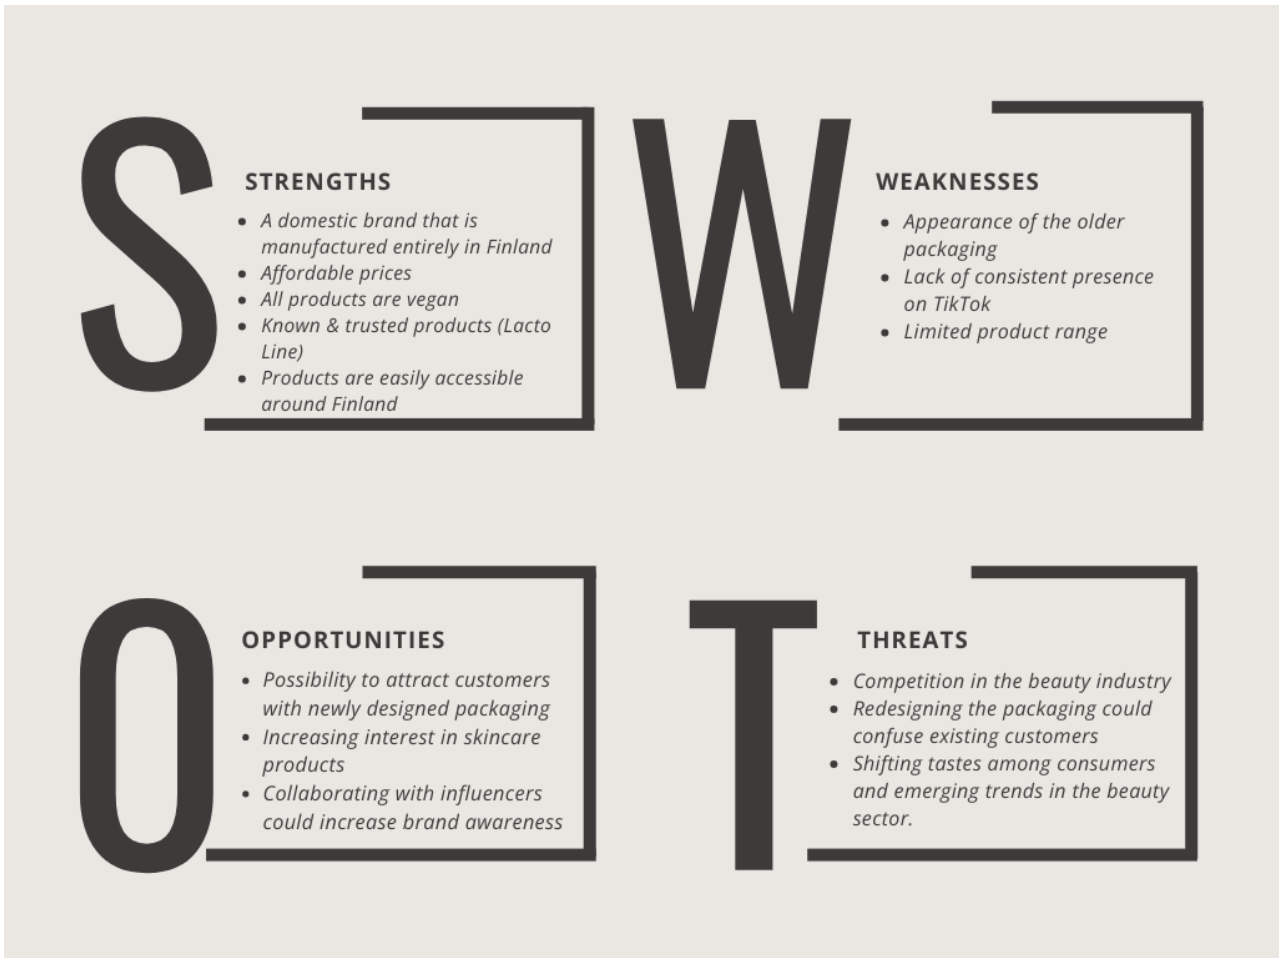 S
STRENGTHS
• A domestic brand that is
manufactured entirely in Finland
• Affordable prices
• All products are vegan
• Known & trusted products (Lacto
Line)
• Products are easily accessible
around Finland
W
WEAKNESSES
• Appearance of the older
packaging
• Lack of consistent presence
on TikTok
• Limited product range
O
OPPORTUNITIES
• Possibility to attract customers
with newly designed packaging
• Increasing interest in skincare
products
• Collaborating with influencers
could increase brand awareness
T
THREATS
• Competition in the beauty industry
• Redesigning the packaging could
confuse existing customers
• Shifting tastes among consumers
and emerging trends in the beauty
sector.